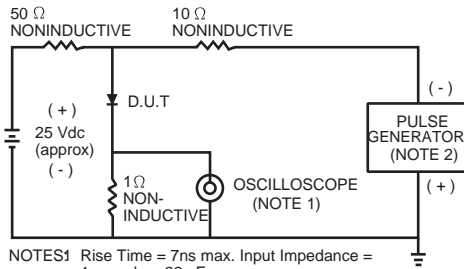 50 Ω
NONINDUCTIVE
10 Ω
NONINDUCTIVE
D.U.T
(+)
25 Vdc
(approx)
(-)
1Ω
NON-
INDUCTIVE
OSCILLOSCOPE
(NOTE 1)
(-)
PULSE
GENERATOR
(NOTE 2)
(+)
NOTES1 Rise Time = 7ns max. Input Impedance =